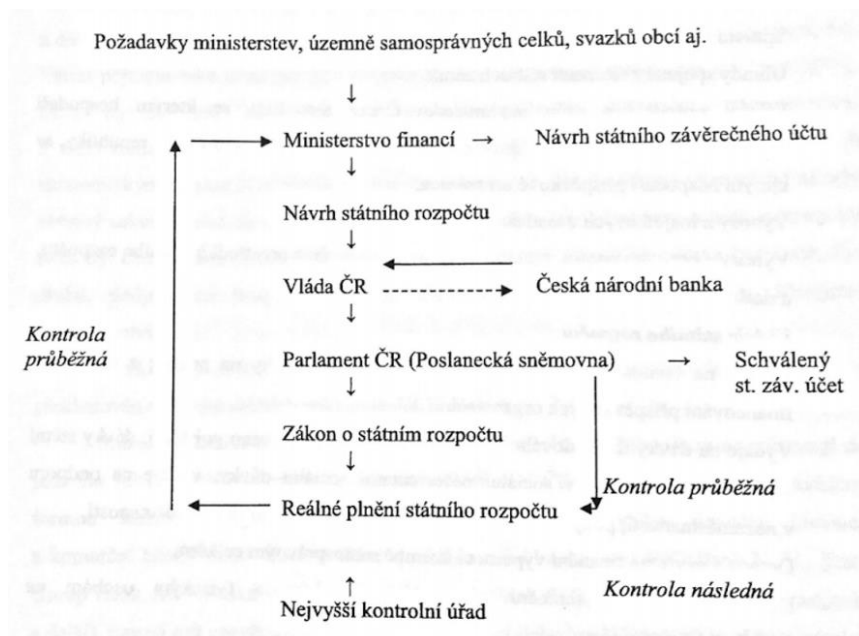 Požadavky ministerstev, územně samosprávných celků, svazků obcí aj.
Ministerstvo financí → Návrh státního závěrečného účtu
Návrh státního rozpočtu
Vláda ČR
Česká národní banka
Kontrola
průběžná
Parlament ČR (Poslanecká sněmovna) → Schválený
st. záv. účet
Zákon o státním rozpočtu
Kontrola průběžná
Reálné plnění státního rozpočtu
Kontrola následná
Nejvyšší kontrolní úřad